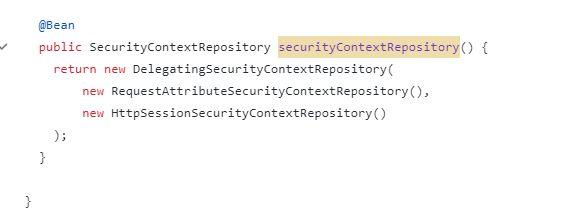 @Bean
public SecurityContextRepository securityContextRepository() {
return new DelegatingSecurityContextRepository(
new RequestAttributeSecurityContextRepository(),
new HttpSessionSecurityContextRepository()
);
}
}